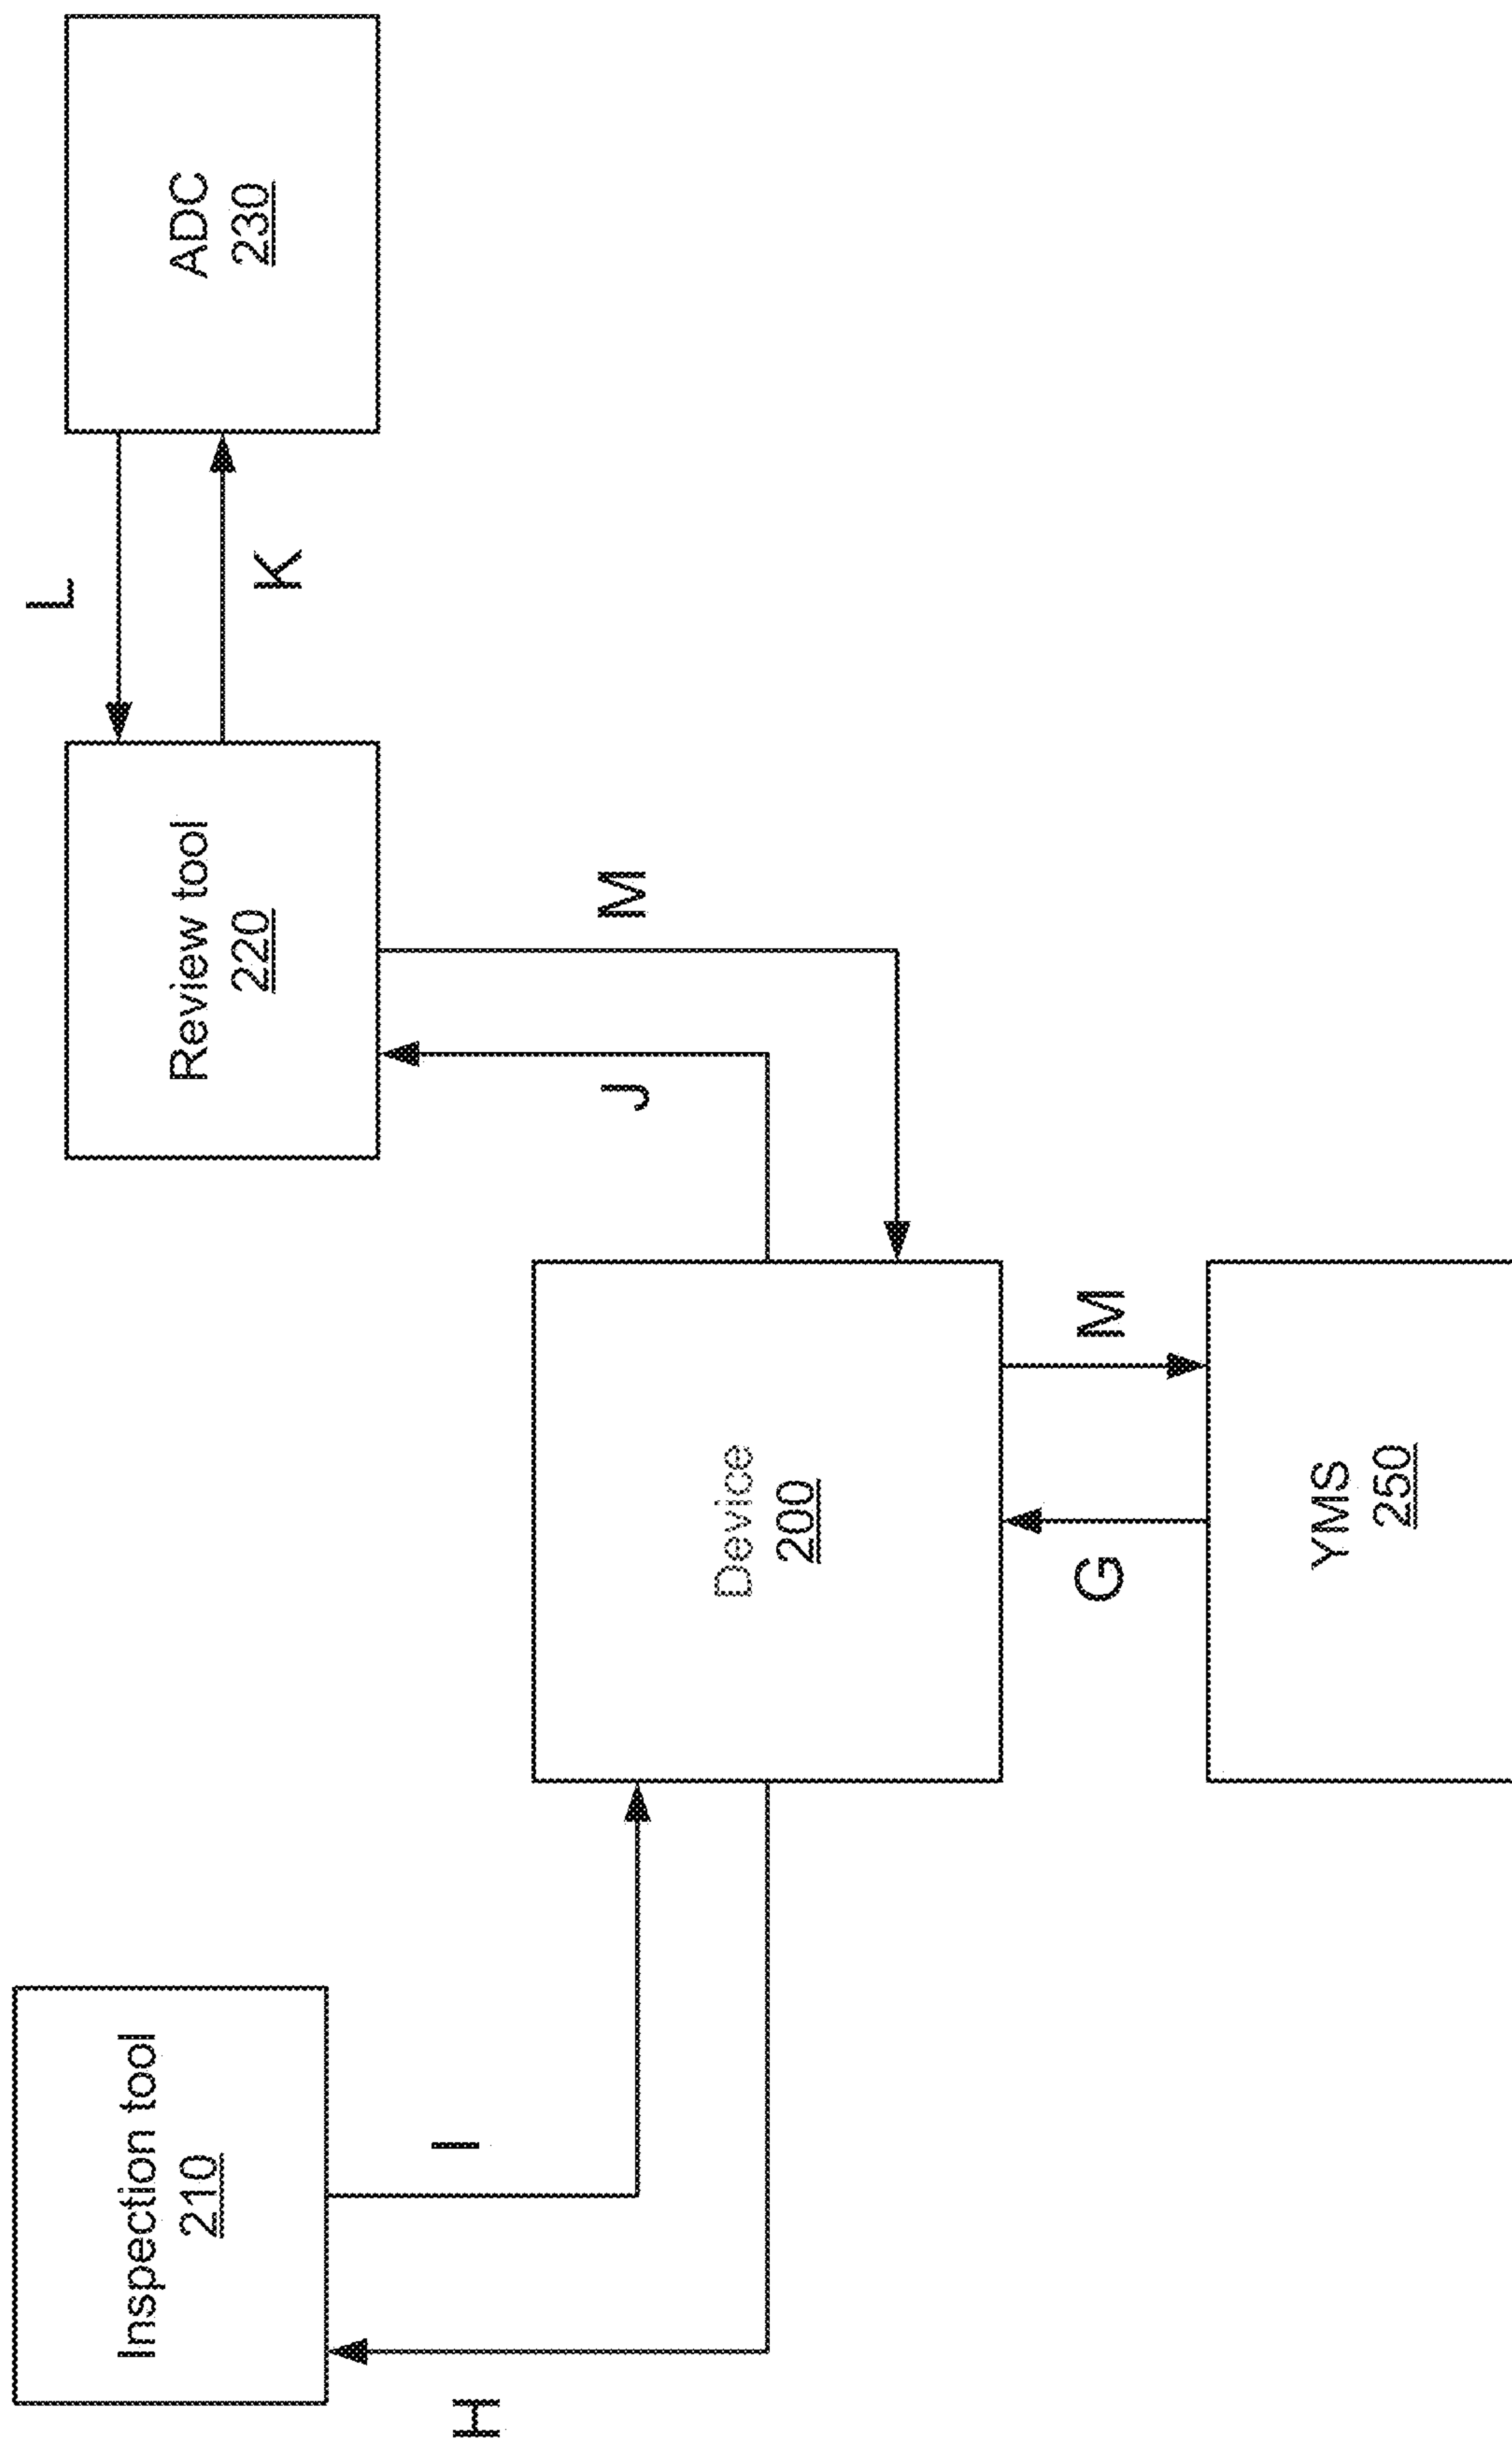 Inspection tool
210
H
I
Device
200
G
M
YMS
250
J
M
Review tool
220
L
K
ADC
230